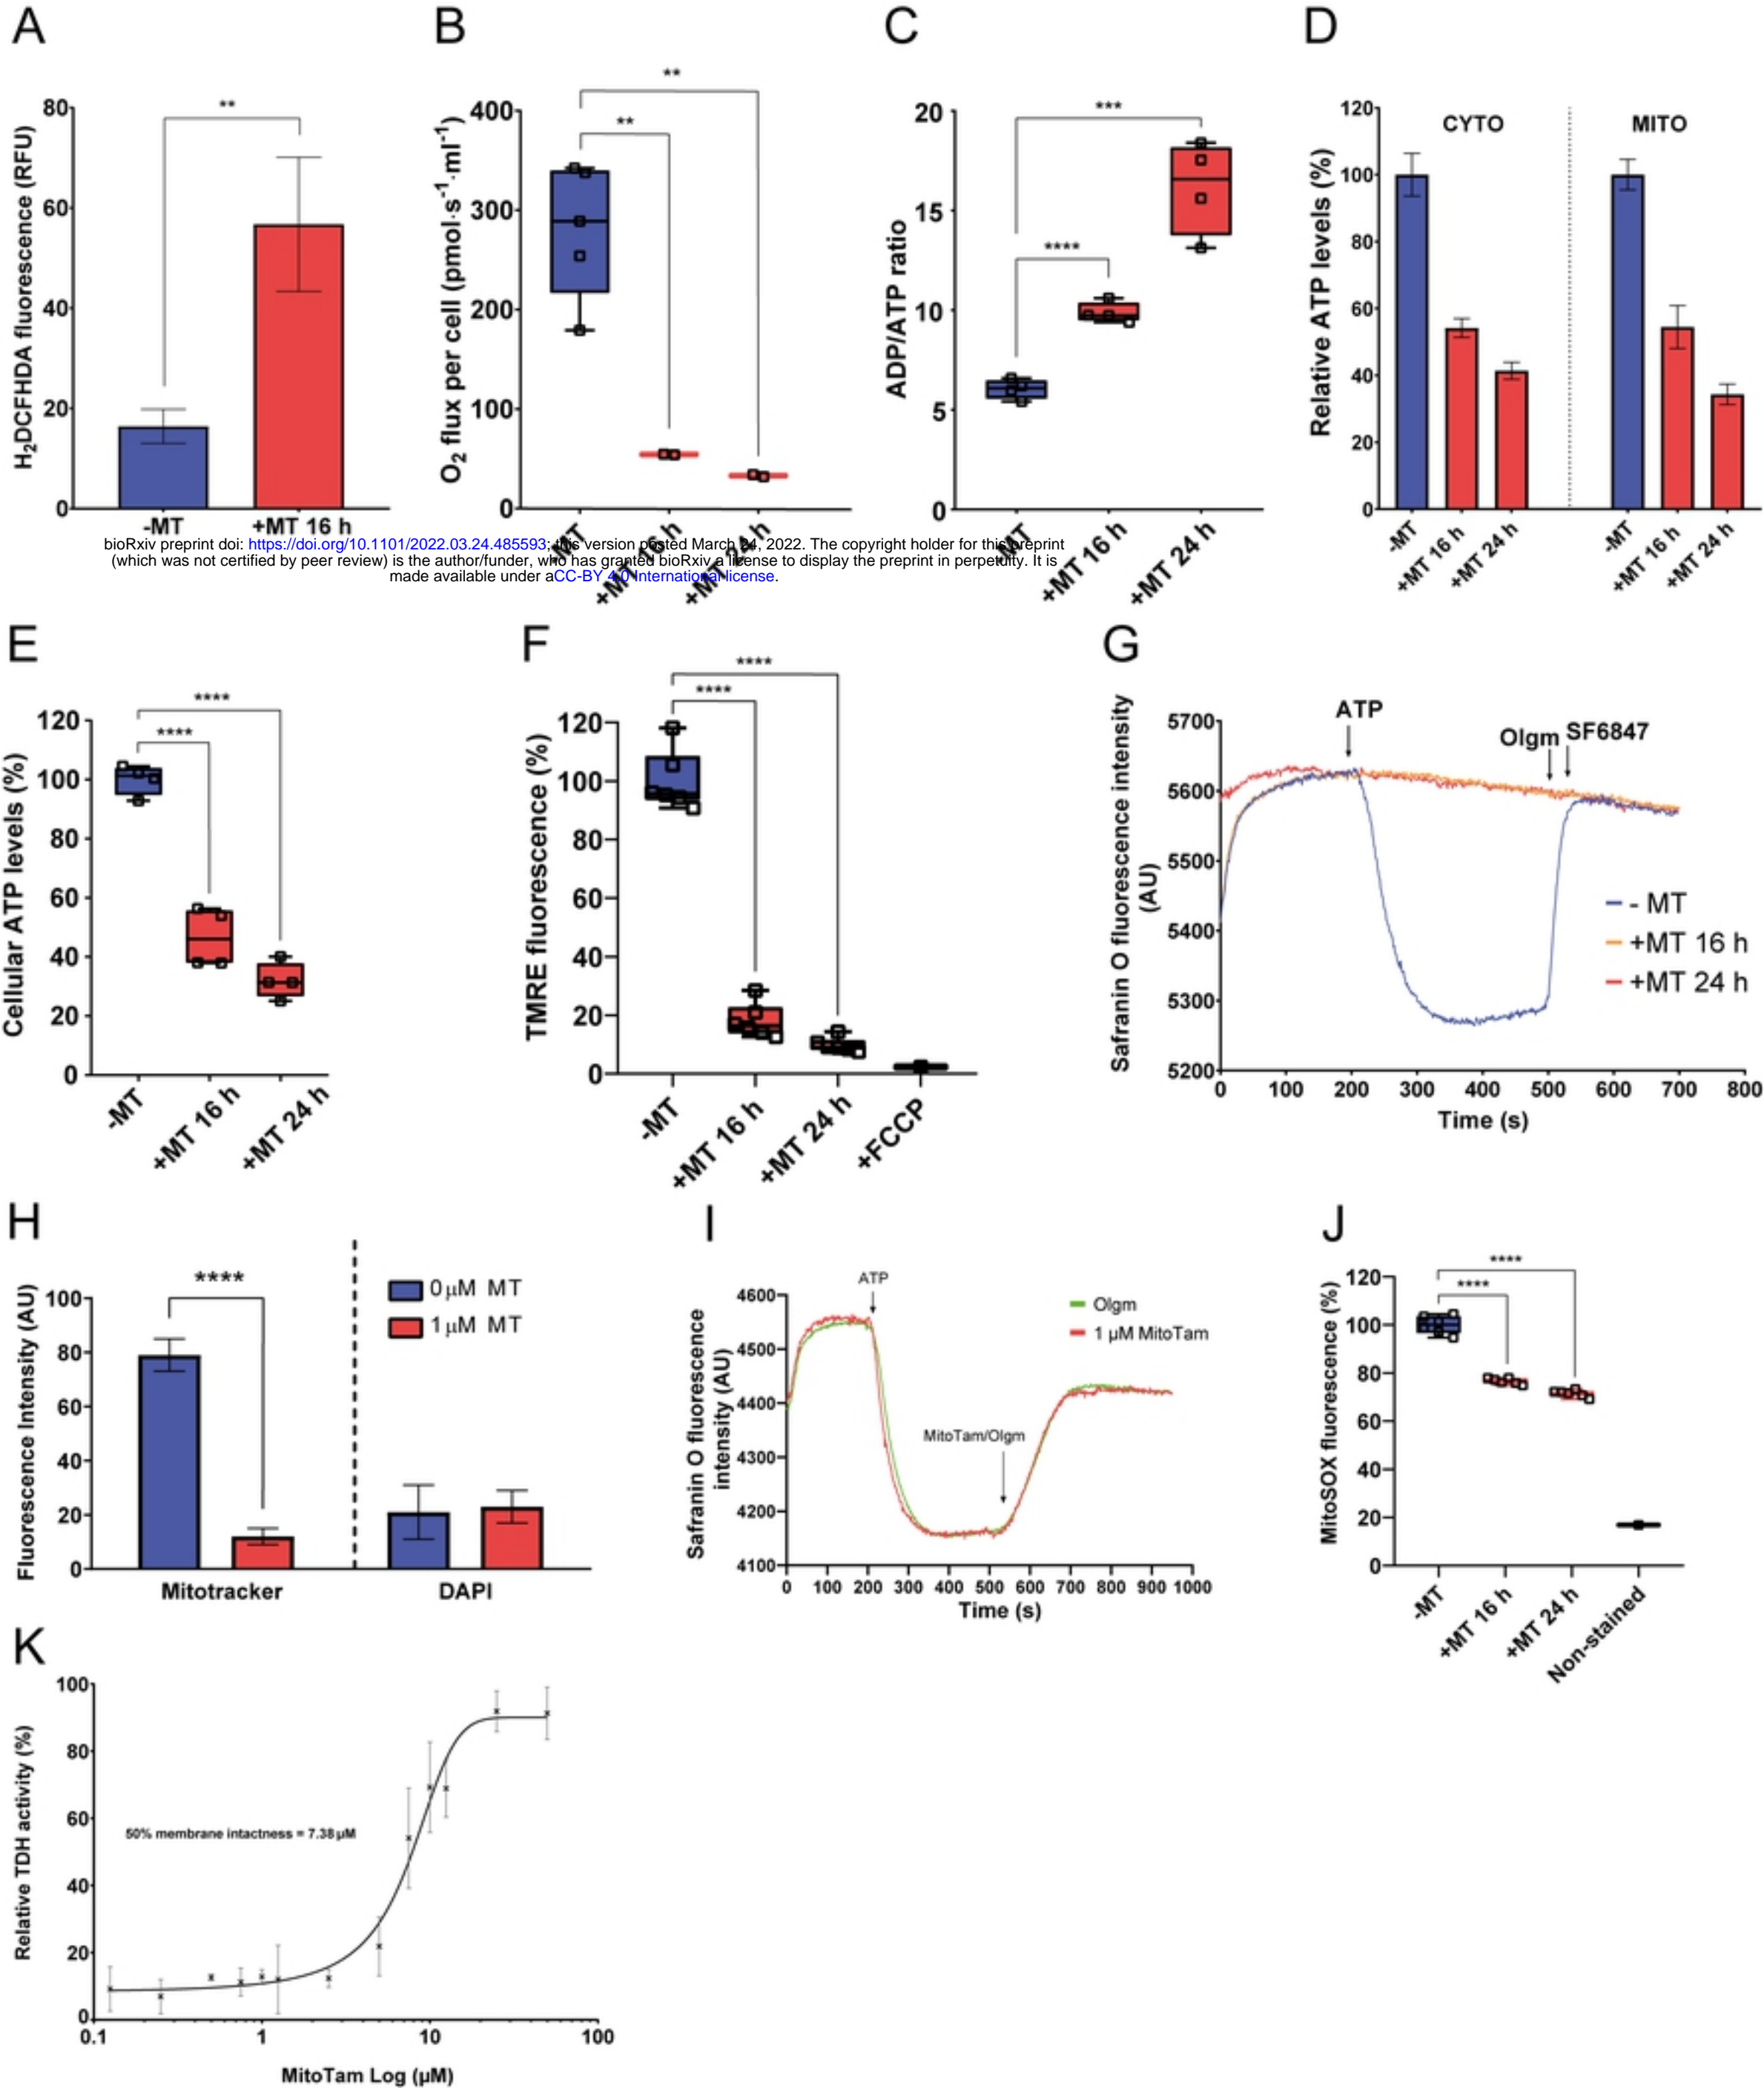 A
B
C
D
H2DCFHDA fluorescence (RFU)
80
60
40
20
0
**
-MT
+MT 16 h
O2 flux per cell (pmol·s-1·ml-1)
400
300
200
100
0
**
**
-MT
+MT 16 h
+MT 24 h
ADP/ATP ratio
20
15
10
5
0
***
****
-MT
+MT 16 h
+MT 24 h
Relative ATP levels (%)
120
100
80
60
40
20
0
CYTO
MITO
-MT
+MT 16 h
+MT 24 h
-MT
+MT 16 h
+MT 24 h
bioRxiv preprint doi: https://doi.org/10.1101/2022.03.24.485593; this version posted March 24, 2022. The copyright holder for this preprint
(which was not certified by peer review) is the author/funder, who has granted bioRxiv a license to display the preprint in perpetuity. It is
made available under aCC-BY 4.0 International license.
E
F
G
Cellular ATP levels (%)
120
100
80
60
40
20
0
****
****
-MT
+MT 16 h
+MT 24 h
TMRE fluorescence (%)
120
100
80
60
40
20
0
****
****
-MT
+MT 16 h
+MT 24 h
+FCCP
Safranin O fluorescence intensity
(AU)
5700
5600
5500
5400
5300
5200
ATP
Olgm
SF6847
- MT
+MT 16 h
+MT 24 h
0 100 200 300 400 500 600 700 800
Time (s)
H
I
J
Fluorescence Intensity (AU)
100
80
60
40
20
0
****
0 µM MT
1 µM MT
Mitotracker
DAPI
Safranin O fluorescence
intensity (AU)
4600
4500
4400
4300
4200
4100
ATP
Olgm
1 µM MitoTam
MitoTam/Olgm
0 100 200 300 400 500 600 700 800 900 1000
Time (s)
MitoSOX fluorescence (%)
120
100
80
60
40
20
0
****
****
-MT
+MT 16 h
+MT 24 h
Non-stained
K
Relative TDH activity (%)
100
80
60
40
20
0
50% membrane intactness = 7.38 µM
0.1 1 10 100
MitoTam Log (µM)